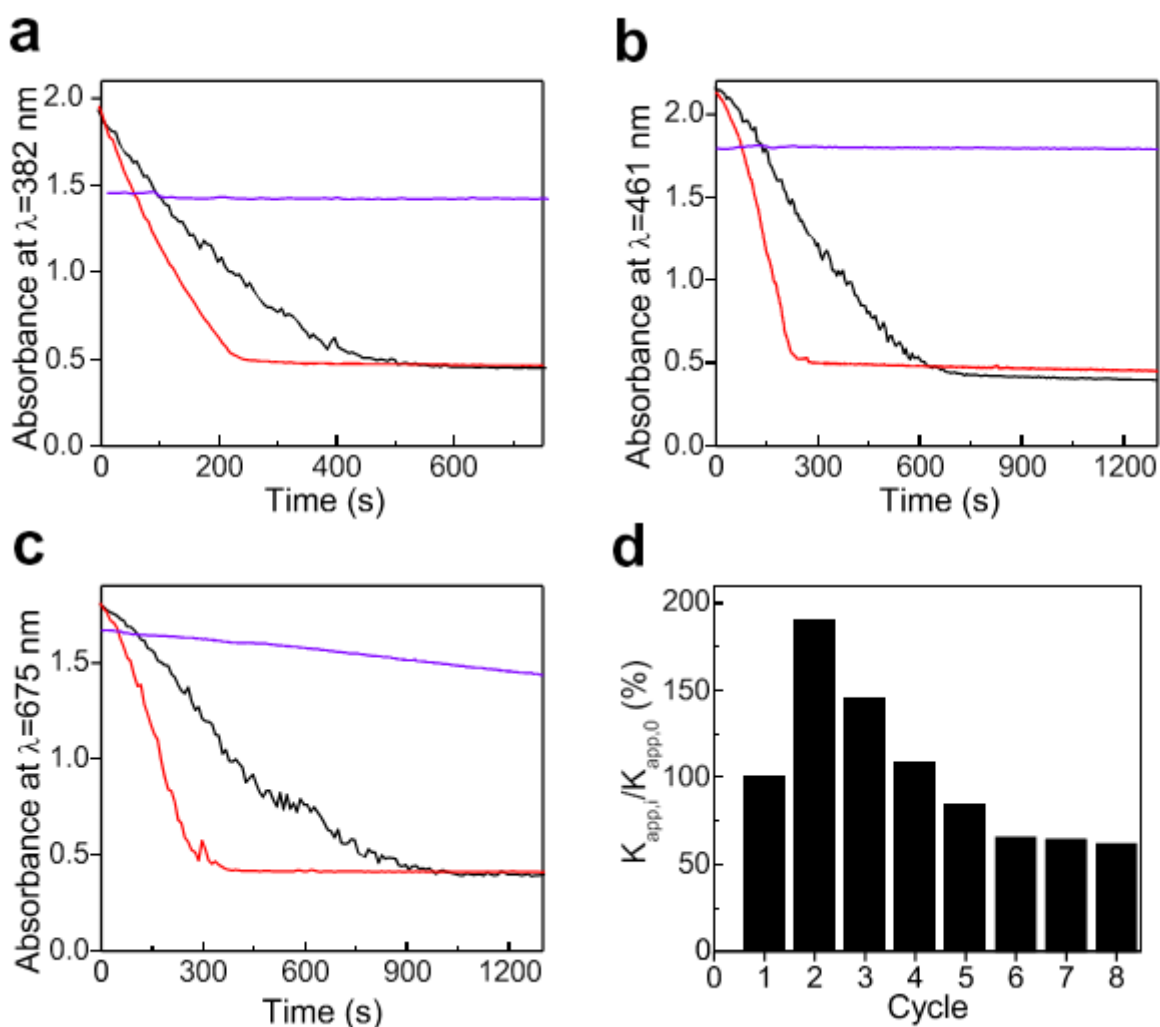 a
Absorbance at λ=382 nm
2.0
1.5
1.0
0.5
0.0
0 200 400 600
Time (s)
b
Absorbance at λ=461 nm
2.0
1.5
1.0
0.5
0.0
0 300 600 900 1200
Time (s)
c
Absorbance at λ=675 nm
1.5
1.0
0.5
0.0
0 300 600 900 1200
Time (s)
d
K_app,i/K_app,0 (%)
200
150
100
50
0
0 1 2 3 4 5 6 7 8
Cycle